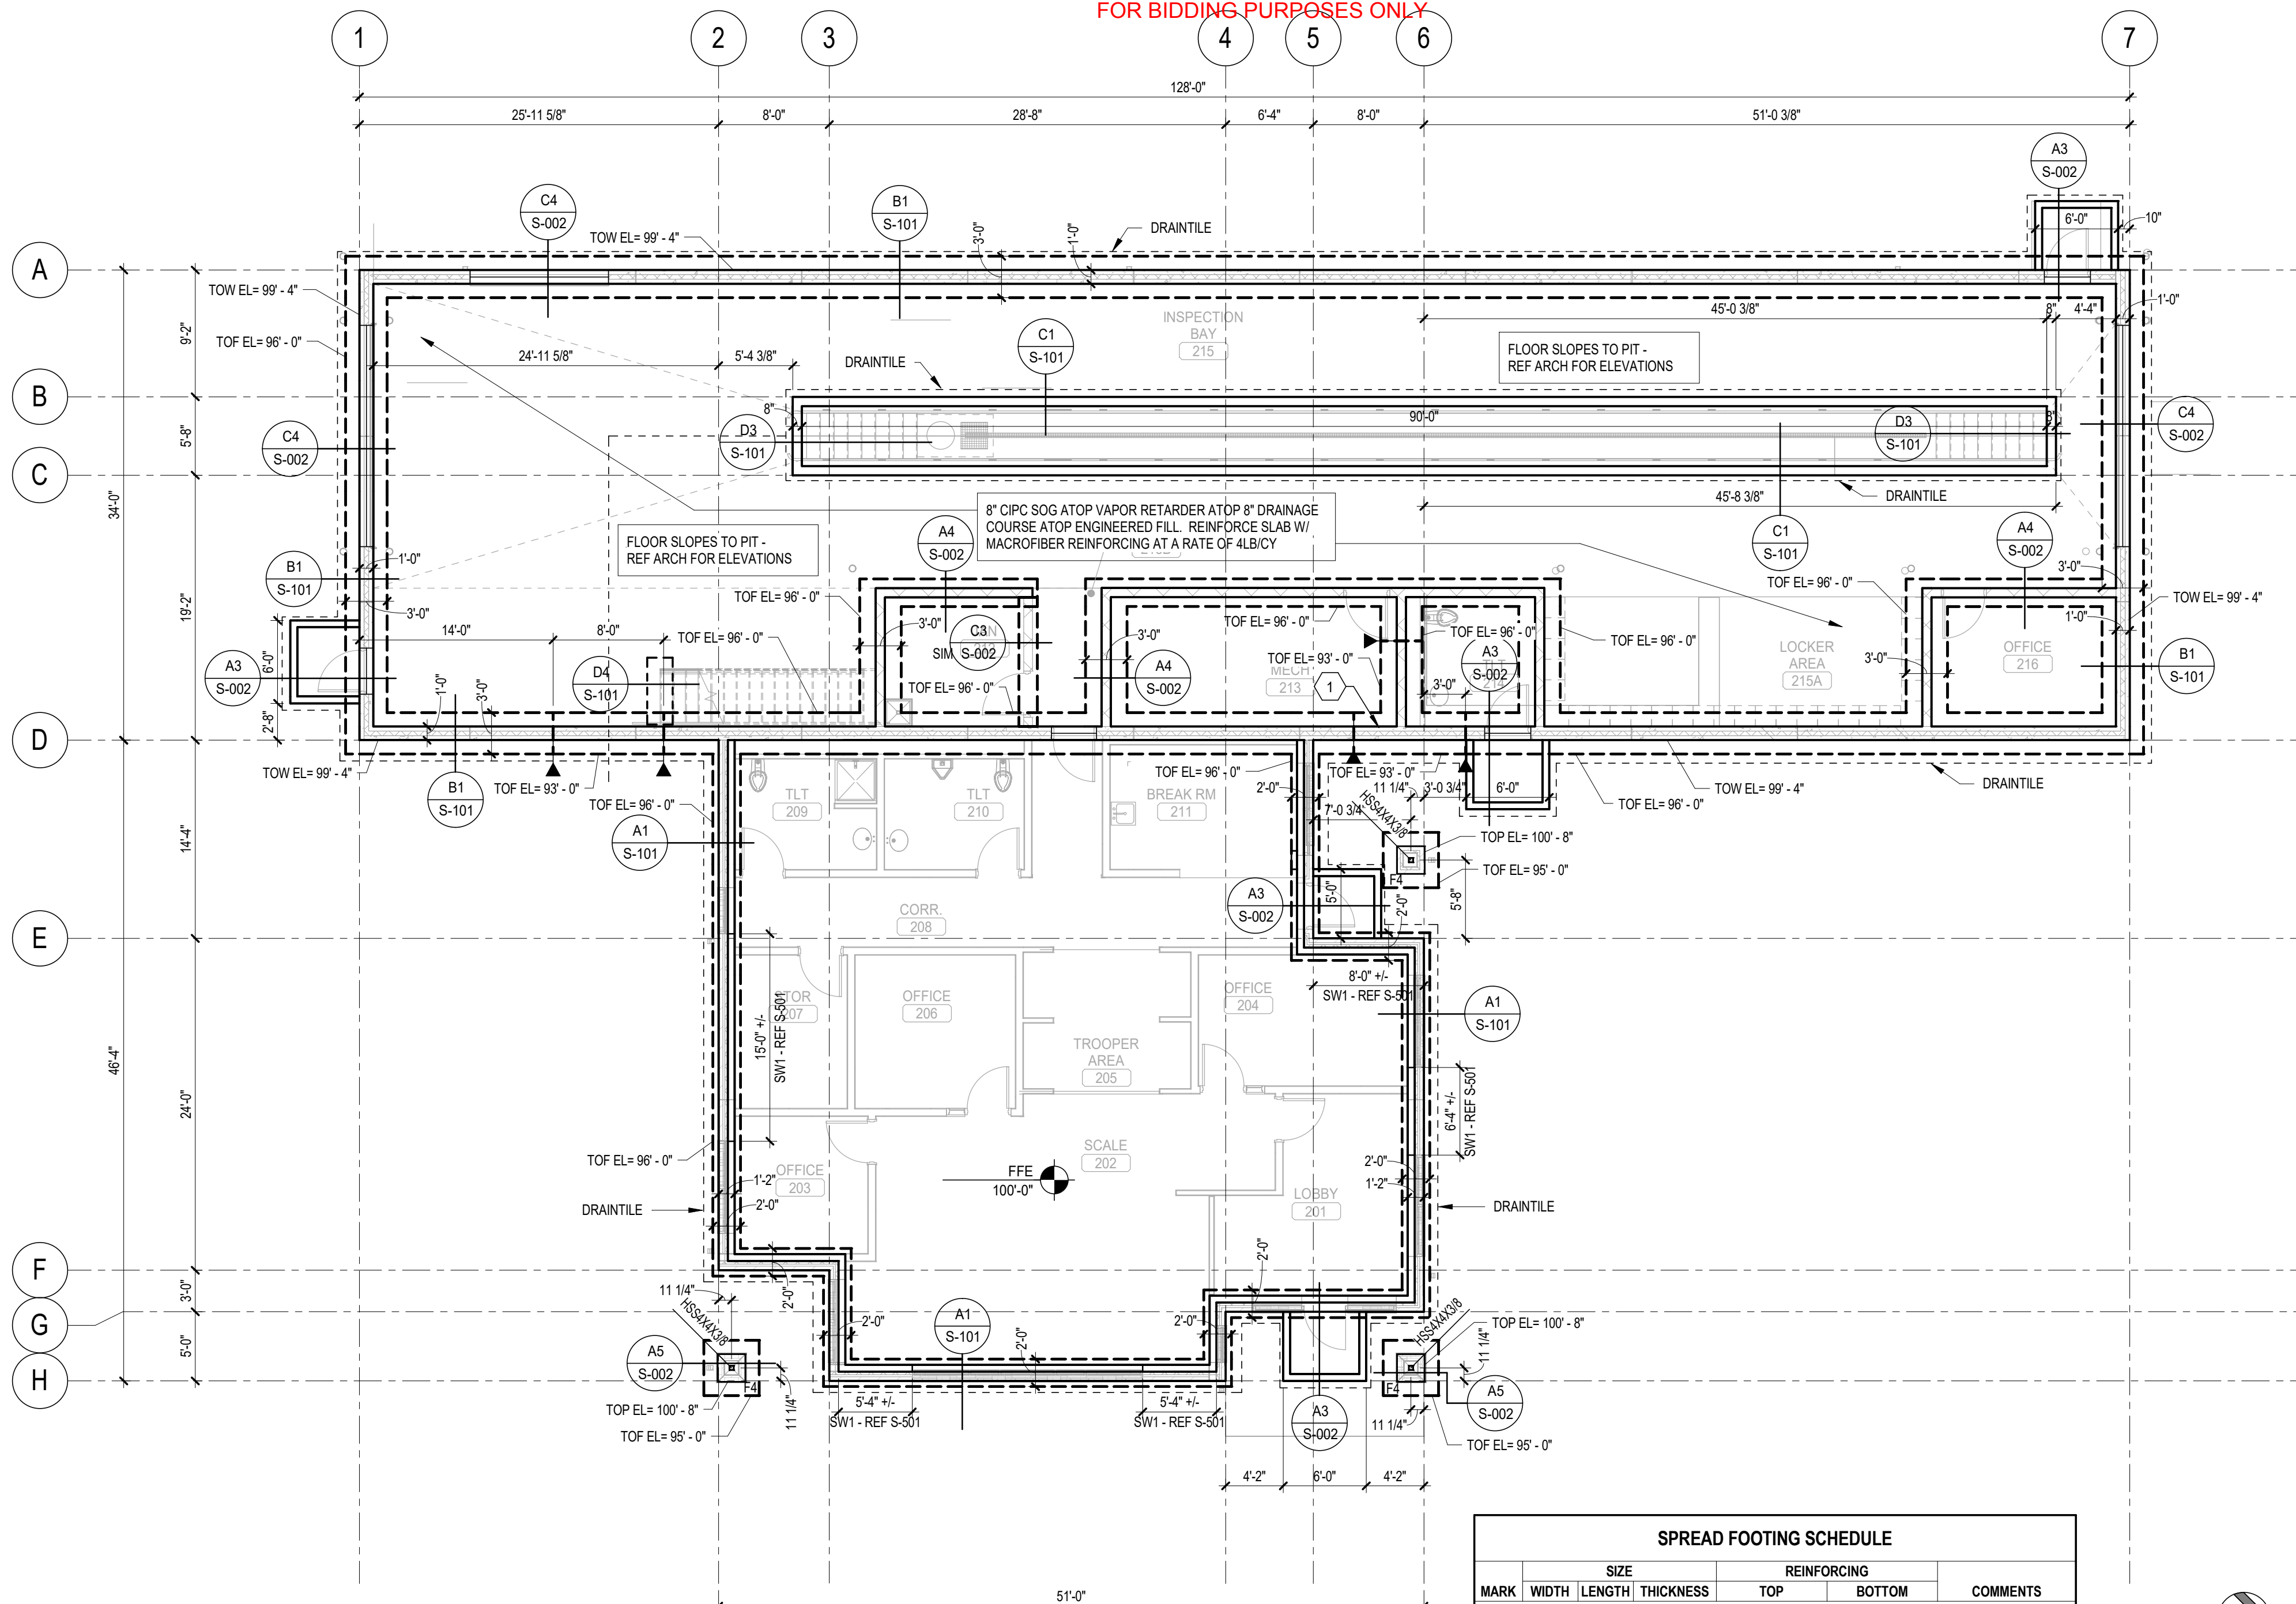 FOR BIDDING PURPOSES ONLY
1
2
3
4
5
6
7
128'-0"
25'-11 5/8"
8'-0"
28'-8"
6'-4"
8'-0"
51'-0 3/8"
A3
S-002
C4
S-002
B1
S-101
6'-0"
10"
TOW EL= 99' - 4"
3'-0"
1'-0"
DRAINTILE
A
TOW EL= 99' - 4"
TOF EL= 96' - 0"
9'-2"
INSPECTION
BAY
215
45'-0 3/8"
8"
4'-4"
1'-0"
C1
S-101
24'-11 5/8"
5'-4 3/8"
DRAINTILE
FLOOR SLOPES TO PIT -
REF ARCH FOR ELEVATIONS
B
5'-8"
8"
90'-0"
C4
S-002
D3
S-101
D3
S-101
C4
S-002
C
34'-0"
45'-8 3/8"
DRAINTILE
8" CIPC SOG ATOP VAPOR RETARDER ATOP 8" DRAINAGE
COURSE ATOP ENGINEERED FILL. REINFORCE SLAB W/
MACROFIBER REINFORCING AT A RATE OF 4LB/CY
FLOOR SLOPES TO PIT -
REF ARCH FOR ELEVATIONS
A4
S-002
C1
S-101
A4
S-002
B1
S-101
1'-0"
3'-0"
19'-2"
TOF EL= 96' - 0"
TOF EL= 96' - 0"
3'-0"
TOW EL= 99' - 4"
14'-0"
8'-0"
TOF EL= 96' - 0"
3'-0"
C3
SIM S-002
3'-0"
TOF EL= 96' - 0"
TOF EL= 96' - 0"
TOF EL= 96' - 0"
LOCKER
AREA
215A
1'-0"
OFFICE
216
3'-0"
B1
S-101
A3
S-002
6'-0"
2'-8"
1'-0"
3'-0"
D4
S-101
TOF EL= 96' - 0"
A4
S-002
TOF EL= 93' - 0"
MECH
213
1
A3
S-002
TLT
214
3'-0"
D
TOW EL= 99' - 4"
B1
S-101
TOF EL= 93' - 0"
TOF EL= 96' - 0"
TLT
209
TLT
210
TOF EL= 96' - 0"
BREAK RM
211
2'-0"
TOF EL= 93' - 0"
11 1/4"
3'-0 3/4"
6'-0"
7'-0 3/4"
HSS4X4X3/8
TOF EL= 96' - 0"
TOW EL= 99' - 4"
DRAINTILE
14'-4"
A1
S-101
TOP EL= 100' - 8"
TOF EL= 95' - 0"
F4
A3
S-002
5'-0"
2'-0"
5'-8"
CORR.
208
E
46'-4"
24'-0"
STOR
207
OFFICE
206
TROOPER
AREA
205
OFFICE
204
8'-0" +/-
SW1 - REF S-501
A1
S-101
15'-0" +/-
SW1 - REF S-501
6'-4" +/-
SW1 - REF S-501
SCALE
202
TOF EL= 96' - 0"
OFFICE
203
FFE
100'-0"
2'-0"
1'-2"
LOBBY
201
1'-2"
2'-0"
DRAINTILE
DRAINTILE
F
3'-0"
2'-0"
2'-0"
11 1/4"
HSS4X4X3/8
G
5'-0"
2'-0"
A1
S-101
2'-0"
2'-0"
HSS4X4X3/8
TOP EL= 100' - 8"
11 1/4"
A5
S-002
F4
11 1/4"
F4
A5
S-002
H
TOP EL= 100' - 8"
TOF EL= 95' - 0"
5'-4" +/-
SW1 - REF S-501
5'-4" +/-
SW1 - REF S-501
A3
S-002
11 1/4"
TOF EL= 95' - 0"
4'-2"
6'-0"
4'-2"
51'-0"
SPREAD FOOTING SCHEDULE
SIZE
REINFORCING
MARK WIDTH LENGTH THICKNESS TOP BOTTOM COMMENTS